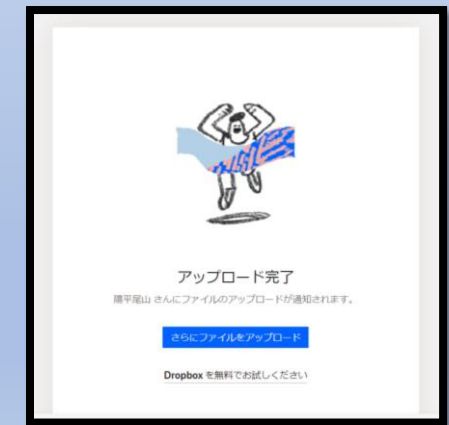 アップロード完了
陽平尾山 さんにファイルのアップロードが通知されます。
さらにファイルをアップロード
Dropbox を無料でお試しください